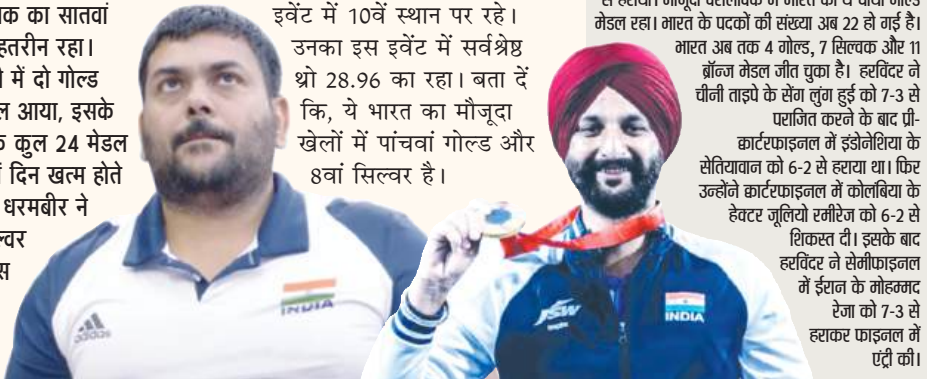 क का सातवां
हतरीन रहा।
में दो गोल्ड
ल आया, इसके
कुल 24 मेडल
दिन खत्म होते
धरमबीर ने
ल्वर
स
इवेंट में 10वें स्थान पर रहे।
उनका इस इवेंट में सर्वश्रेष्ठ
थ्रो 28.96 का रहा। बता दें
कि, ये भारत का मौजूदा
खेलों में पांचवां गोल्ड और
8वां सिल्वर है।
मेडल रहा। भारत के पदकों की संख्या अब 22 हो गई है।
भारत अब तक 4 गोल्ड, 7 सिल्वक और 11
ब्रॉन्ज मेडल जीत चुका है। हरविंदर ने
चीनी ताइपे के सेंग लुंग हुई को 7-3 से
पराजित करने के बाद प्री-
क्वार्टरफाइनल में इंडोनेशिया के
सेतियावान को 6-2 से हराया था। फिर
उन्होंने क्वार्टरफाइनल में कोलंबिया के
हेक्टर जूलियो रमीरेज को 6-2 से
शिकस्त दी। इसके बाद
हरविंदर ने सेमीफाइनल
में ईरान के मोहम्मद
रेजा को 7-3 से
हराकर फाइनल में
एंट्री की।
adidas
INDIA
JSW
INDIA